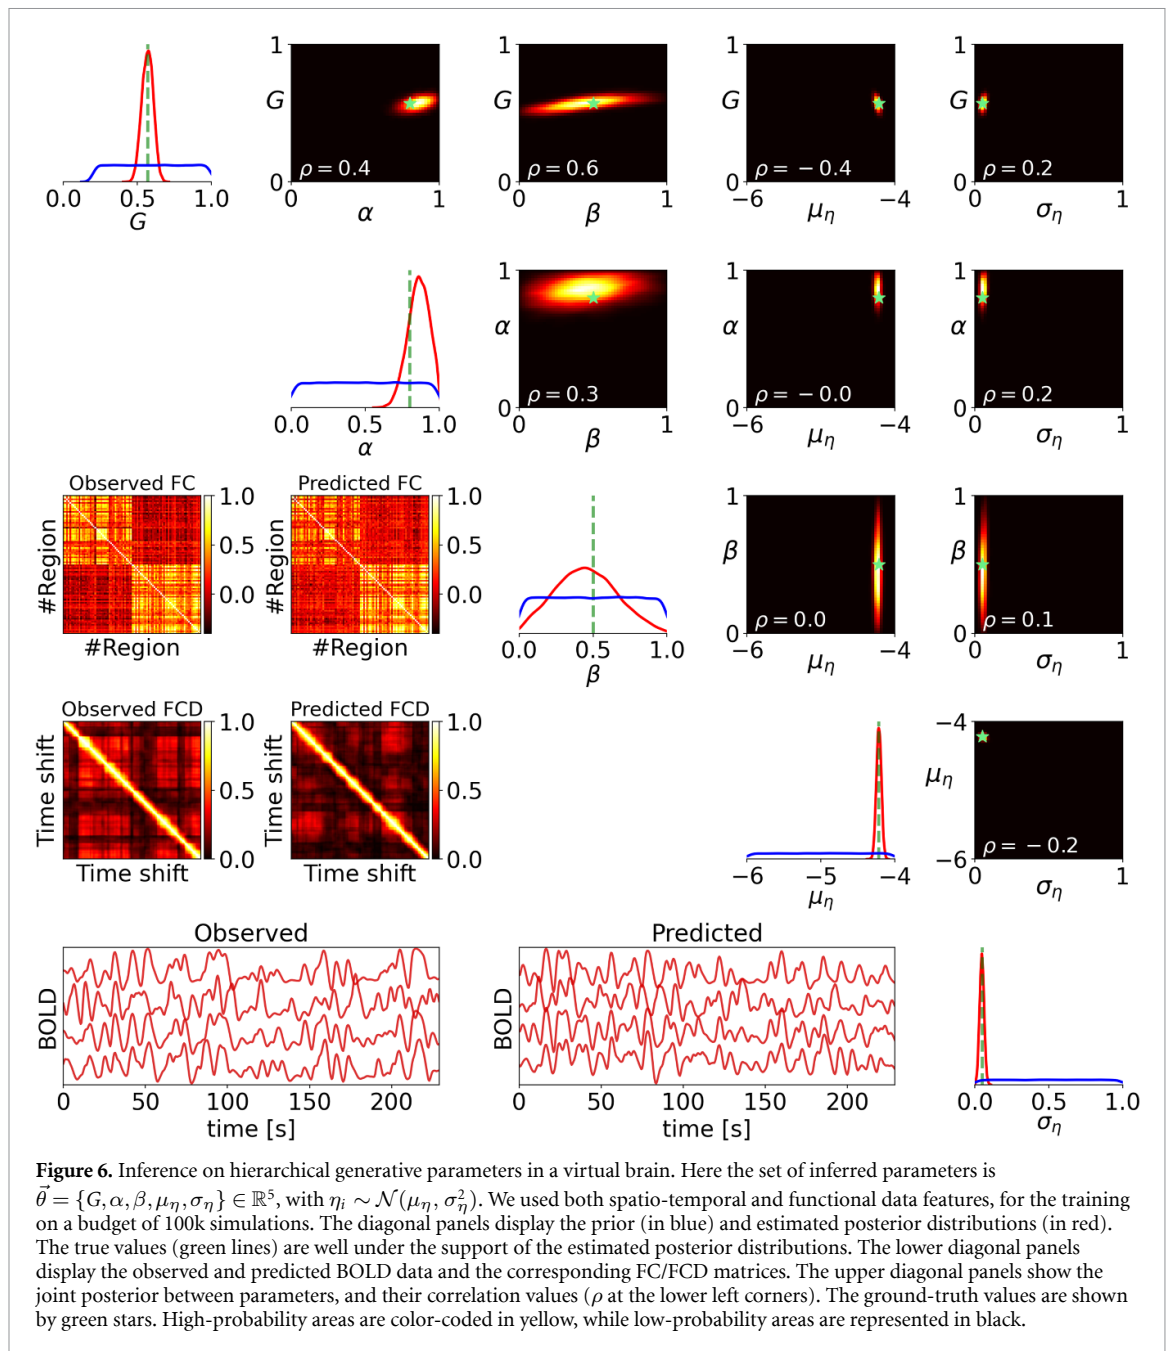 1
1
1
1
G
G
G
G
ρ = 0.4
ρ = 0.6
ρ = −0.4
ρ = 0.2
0
0
0
0
0.0
0.5
1.0
0
1
0
1
−6
−4
0
1
G
α
β
μη
ση
1
1
1
α
α
α
ρ = 0.3
ρ = −0.0
ρ = 0.2
0
0
0
0.0
0.5
1.0
0
1
−6
−4
0
1
α
β
μη
ση
Observed FC
Predicted FC
1.0
0.5
0.0
1.0
0.5
0.0
#Region
#Region
#Region
#Region
1
1
β
β
ρ = 0.0
ρ = 0.1
0
0
0.0
0.5
1.0
−6
−4
0
1
β
μη
ση
Observed FCD
Predicted FCD
1.0
0.5
0.0
1.0
0.5
0.0
Time shift
Time shift
Time shift
Time shift
−4
μη
−6
ρ = −0.2
−6
−5
−4
0
1
μη
ση
Observed
Predicted
BOLD
BOLD
0
50
100
150
200
0
50
100
150
200
0.0
0.5
1.0
time [s]
time [s]
ση
Figure 6. Inference on hierarchical generative parameters in a virtual brain. Here the set of inferred parameters is
θ⃗ = {G, α, β, μη, ση} ∈ ℝ⁵, with ηi ∼ 𝒩(μη, ση²). We used both spatio-temporal and functional data features, for the training
on a budget of 100k simulations. The diagonal panels display the prior (in blue) and estimated posterior distributions (in red).
The true values (green lines) are well under the support of the estimated posterior distributions. The lower diagonal panels
display the observed and predicted BOLD data and the corresponding FC/FCD matrices. The upper diagonal panels show the
joint posterior between parameters, and their correlation values (ρ at the lower left corners). The ground-truth values are shown
by green stars. High-probability areas are color-coded in yellow, while low-probability areas are represented in black.